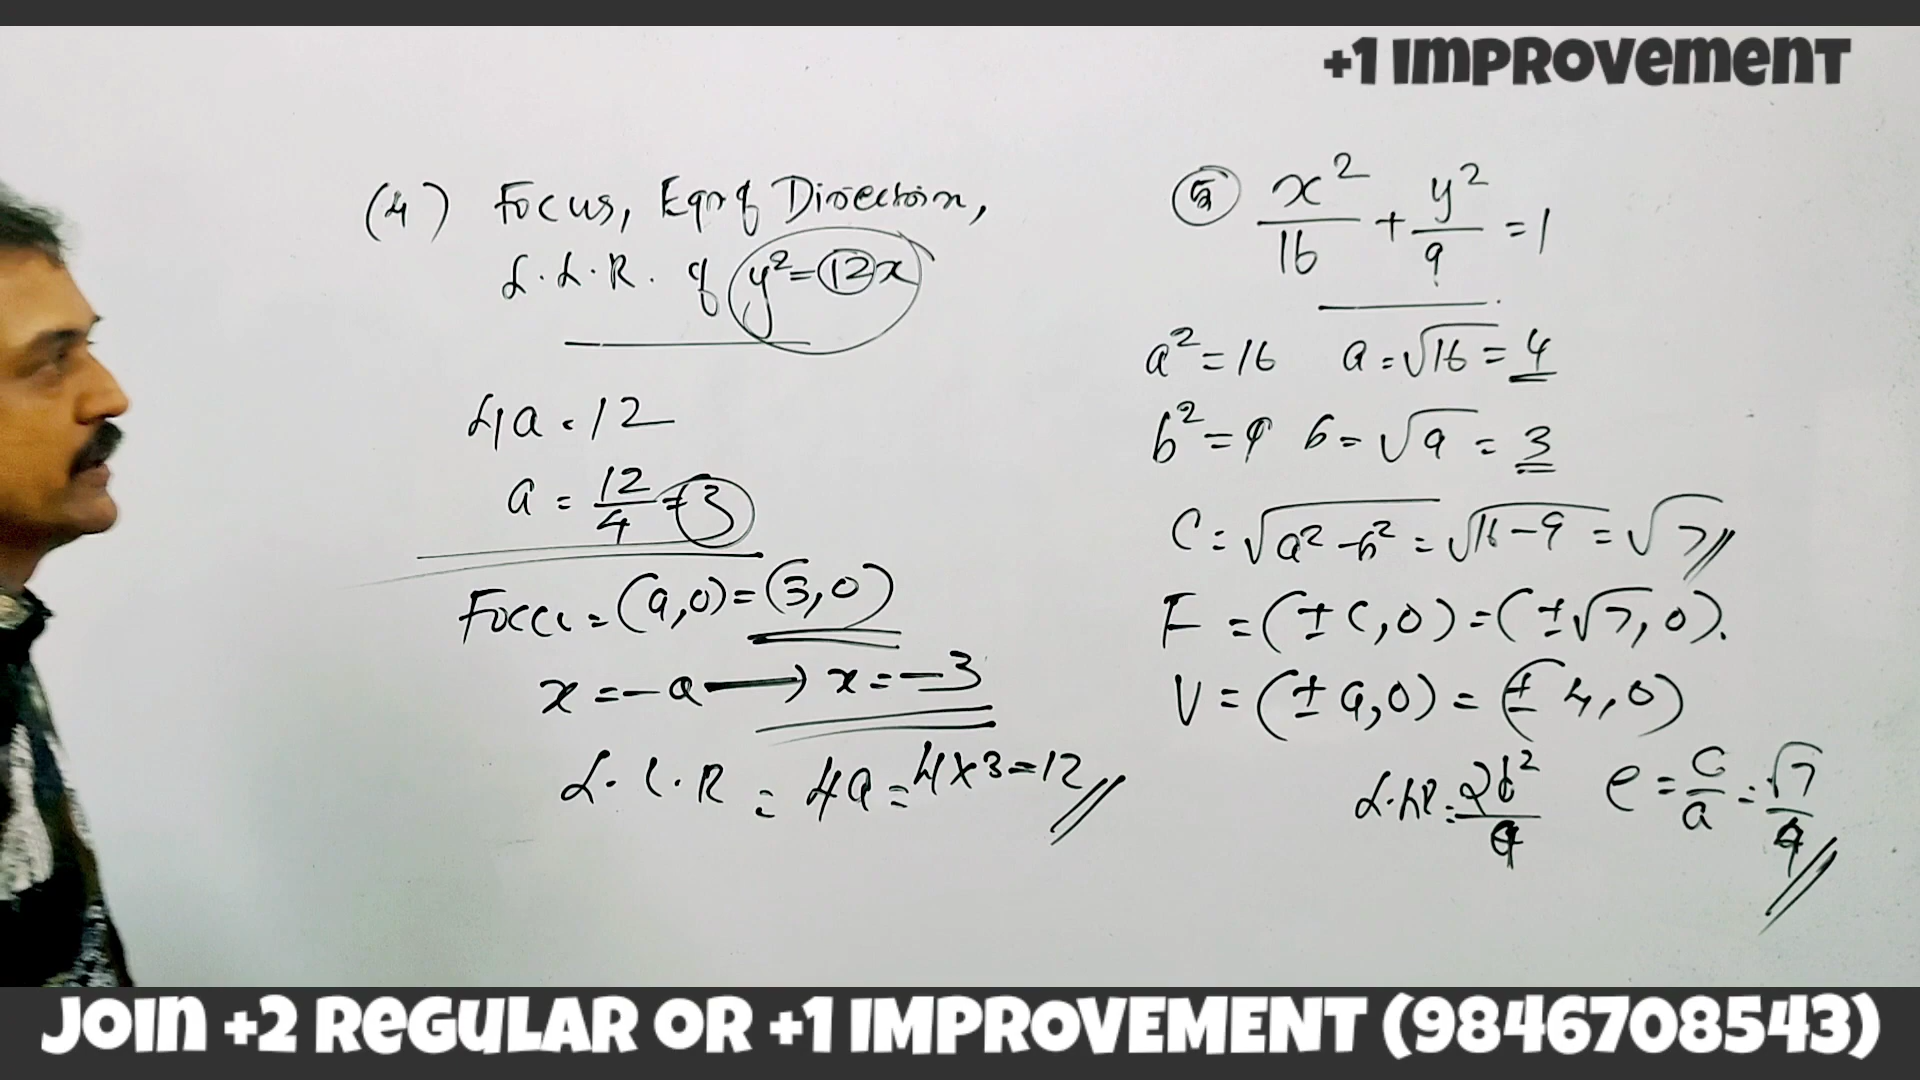 +1 IMPROVEMENT
(4) Focus, Eqn of Direction,
L.L.R. of y²=12x
4a = 12
a = 12/4 = 3
Focus = (a,0) = (3,0)
x = -a → x = -3
L.L.R = 4a = 4×3=12
5 x²/16 + y²/9 = 1
a² = 16 a = √16 = 4
b² = 9 b = √9 = 3
C = √a²-b² = √16-9 = √7
F = (±c,0) = (±√7,0).
V = (±a,0) = (±4,0)
L.LR = 2b²/a e = c/a = √7/4
JOIN +2 REGULAR OR +1 IMPROVEMENT (9846708543)